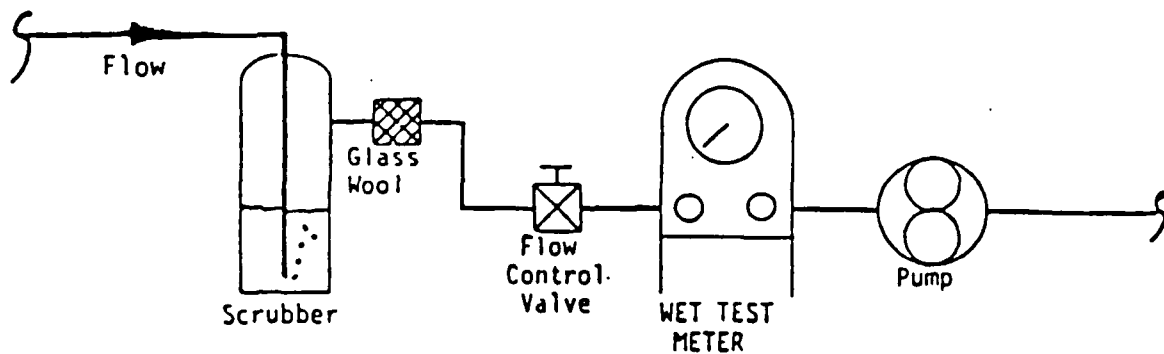 Flow
Scrubber
Glass
Wool
Flow
Control
Valve
WET TEST
METER
Pump